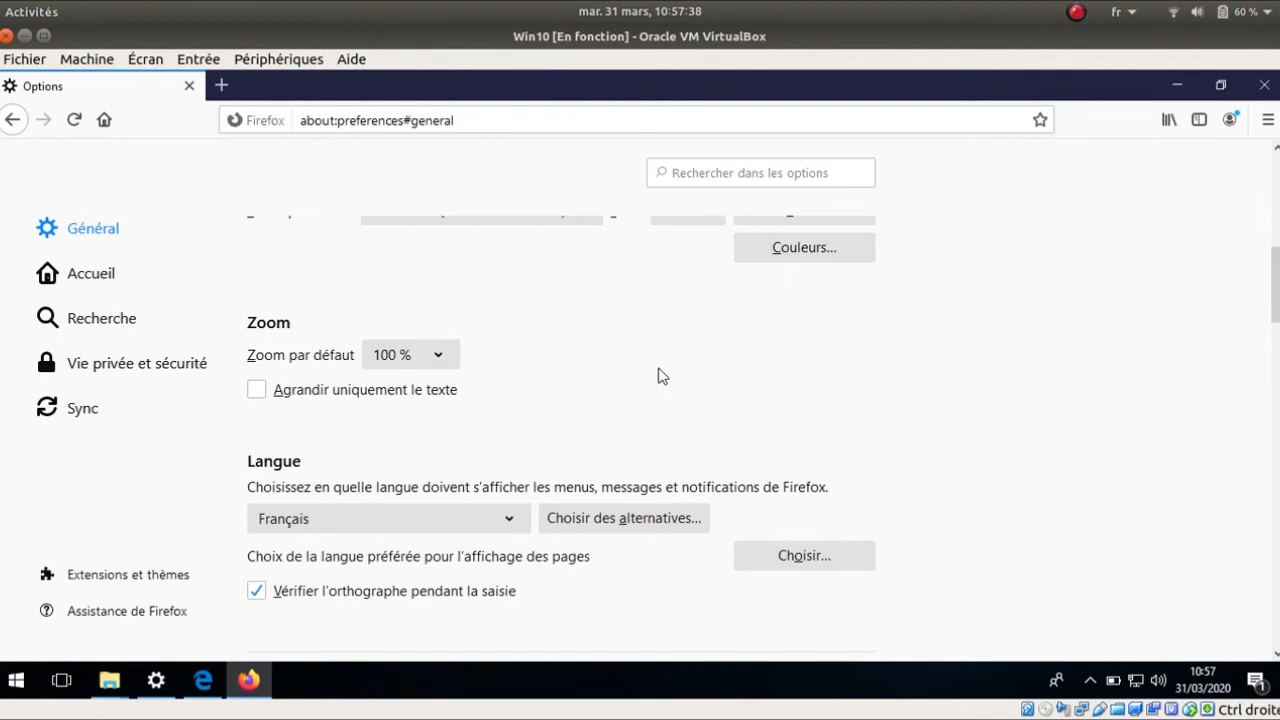 Activités
mar. 31 mars, 10:57:38
fr
60 %
Win10 [En fonction] - Oracle VM VirtualBox
Fichier Machine Écran Entrée Périphériques Aide
Options
Firefox about:preferences#general
Rechercher dans les options
Général
Couleurs...
Accueil
Recherche
Zoom
Zoom par défaut 100 %
Vie privée et sécurité
Agrandir uniquement le texte
Sync
Langue
Choisissez en quelle langue doivent s'afficher les menus, messages et notifications de Firefox.
Français Choisir des alternatives...
Choix de la langue préférée pour l'affichage des pages Choisir...
Extensions et thèmes
Vérifier l'orthographe pendant la saisie
Assistance de Firefox
10:57
31/03/2020
1
Ctrl droite